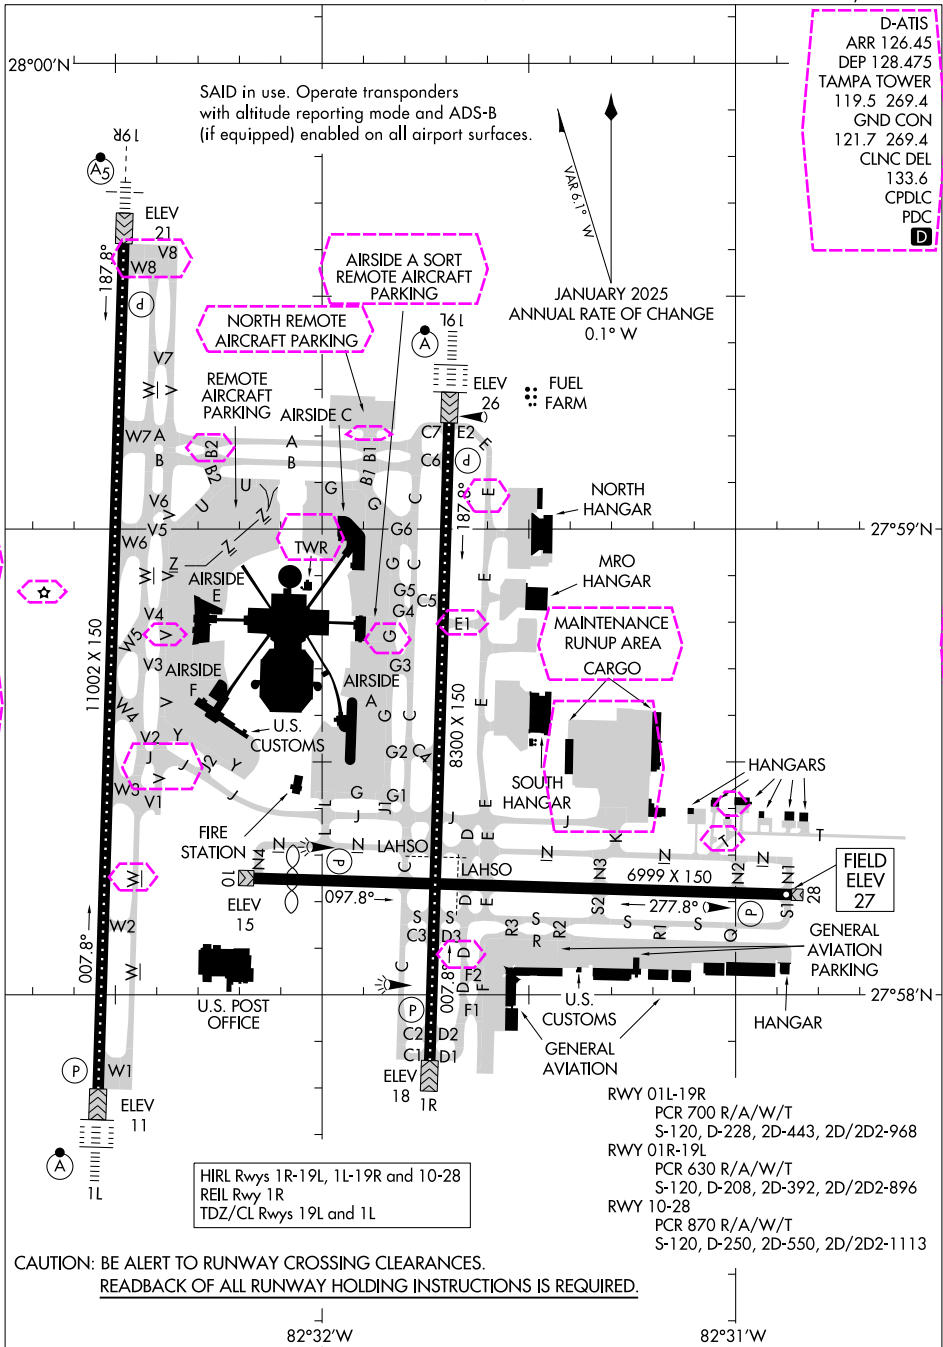 D-ATIS
ARR 126.45
DEP 128.475
TAMPA TOWER
119.5 269.4
GND CON
121.7 269.4
CLNC DEL
133.6
CPDLC
PDC
D
28°00'N
SAID in use. Operate transponders
with altitude reporting mode and ADS-B
(if equipped) enabled on all airport surfaces.
19R
A5
ELEV
21
V8
W8
187.8°
P
VAR 6.1° W
JANUARY 2025
ANNUAL RATE OF CHANGE
0.1° W
AIRSIDE A SORT
REMOTE AIRCRAFT
PARKING
NORTH REMOTE
AIRCRAFT PARKING
19L
A
ELEV
26
FUEL
FARM
V7
W
V
REMOTE
AIRCRAFT
PARKING
AIRSIDE C
W7
A
B
B2
B2
A
B
B1
B1
C7
E2
E
C6
P
V6
V
V5
W6
U
U
Z
Z
Z
G
G
C
187.8°
E
NORTH
HANGAR
27°59'N
G6
TWR
W
V
AIRSIDE
E
G
C
E
MRO
HANGAR
G5
C5
G4
V4
W5
V
E1
G
MAINTENANCE
RUNUP AREA
CARGO
V3
AIRSIDE
F
G3
AIRSIDE
A
11002 X 150
8300 X 150
V
W4
E
G
C
U.S.
CUSTOMS
V2
Y
J
J
J2
Y
V
G2
C4
W3
V1
J
SOUTH
HANGAR
HANGARS
G
J1
G1
L
J
J
E
J
T
T
FIRE
STATION
N
L
N
LAHSO
D
E
N
K
N
N
N4
P
C
LAHSO
N3
N2
N1
10
6999 X 150
28
FIELD
ELEV
27
W
ELEV
15
097.8°
D
E
S2
277.8°
P
S1
W2
S
S
C3
D3
R3
S
R2
R
S
R1
S
Q
GENERAL
AVIATION
PARKING
007.8°
W
U.S. POST
OFFICE
C
007.8°
D
D
F2
F
27°58'N
U.S.
CUSTOMS
HANGAR
P
F1
GENERAL
AVIATION
C2
D2
C1
D1
P
W1
ELEV
11
ELEV
18
1R
A
1L
RWY 01L-19R
PCR 700 R/A/W/T
S-120, D-228, 2D-443, 2D/2D2-968
RWY 01R-19L
PCR 630 R/A/W/T
S-120, D-208, 2D-392, 2D/2D2-896
RWY 10-28
PCR 870 R/A/W/T
S-120, D-250, 2D-550, 2D/2D2-1113
HIRL Rwys 1R-19L, 1L-19R and 10-28
REIL Rwy 1R
TDZ/CL Rwys 19L and 1L
CAUTION: BE ALERT TO RUNWAY CROSSING CLEARANCES.
READBACK OF ALL RUNWAY HOLDING INSTRUCTIONS IS REQUIRED.
82°32'W
82°31'W